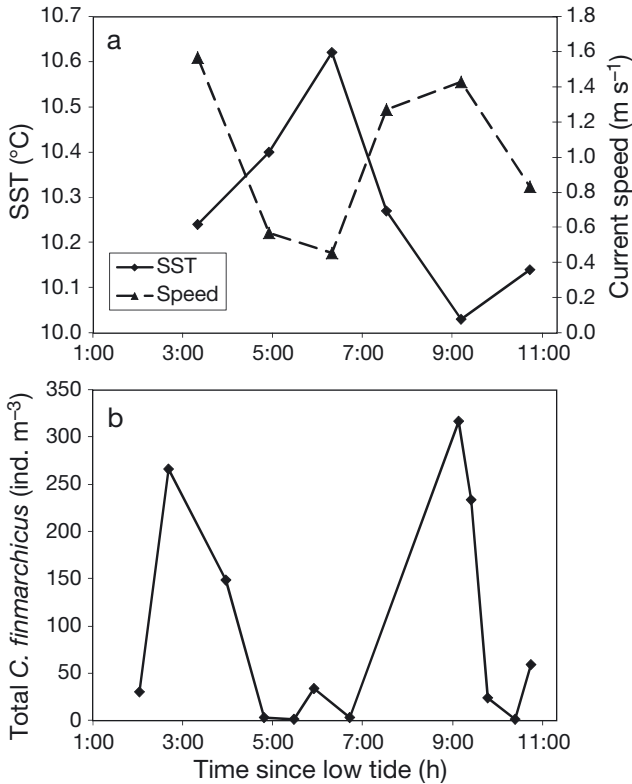 a
SST (°C)
10.7
10.6
10.5
10.4
10.3
10.2
10.1
10.0
Current speed (m s⁻¹)
1.8
1.6
1.4
1.2
1.0
0.8
0.6
0.4
0.2
0.0
SST
Speed
1:00 3:00 5:00 7:00 9:00 11:00
b
Total C. finmarchicus (ind. m⁻³)
350
300
250
200
150
100
50
0
1:00 3:00 5:00 7:00 9:00 11:00
Time since low tide (h)